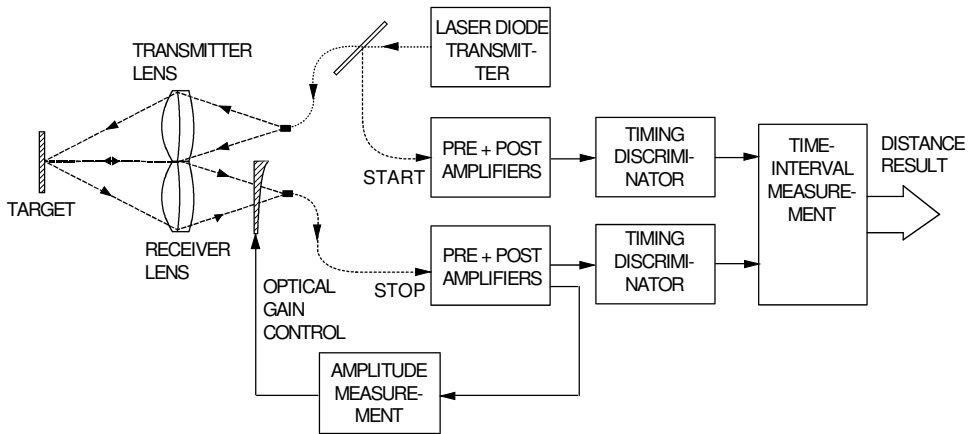 LASER DIODE
TRANSMIT-
TER
TRANSMITTER
LENS
TARGET
RECEIVER
LENS
START
PRE + POST
AMPLIFIERS
TIMING
DISCRIMI-
NATOR
TIME-
INTERVAL
MEASURE-
MENT
DISTANCE
RESULT
STOP
PRE + POST
AMPLIFIERS
TIMING
DISCRIMI-
NATOR
OPTICAL
GAIN
CONTROL
AMPLITUDE
MEASURE-
MENT